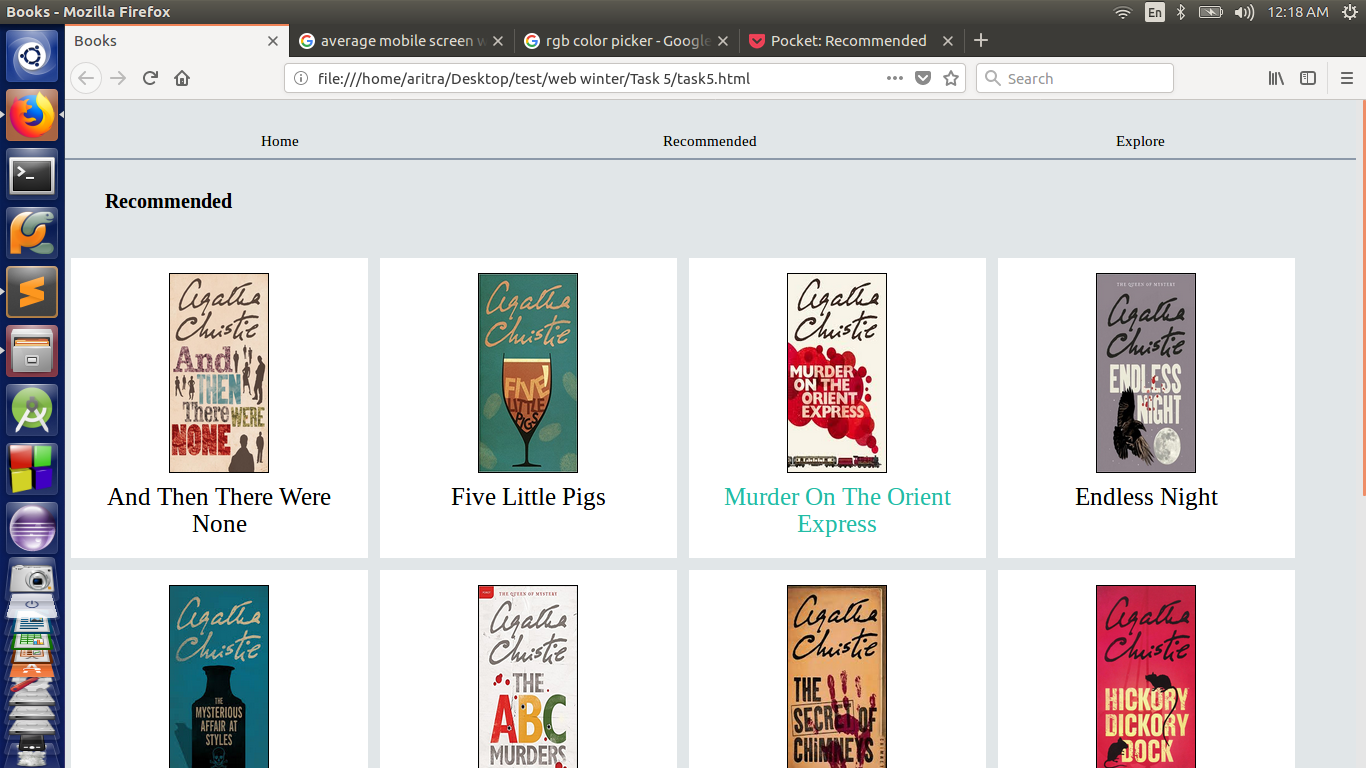 Books - Mozilla Firefox
En
12:18 AM
Books
average mobile screen w
rgb color picker - Google
Pocket: Recommended
file:///home/aritra/Desktop/test/web winter/Task 5/task5.html
Search
Home
Recommended
Explore
Recommended
Agatha
Christie
And
THEN
There WERE
NONE
Agatha
Christie
FIVE
LITTLE
PIGS
Agatha
Christie
MURDER
ON THE
ORIENT
EXPRESS
THE QUEEN OF MYSTERY
Agatha
Christie
ENDLESS
NIGHT
And Then There Were
None
Five Little Pigs
Murder On The Orient
Express
Endless Night
Agatha
Christie
THE
MYSTERIOUS
AFFAIR AT
STYLES
THE QUEEN OF MYSTERY
Agatha
Christie
THE
ABC
MURDERS
Agatha
Christie
THE
SECRET OF
CHIMNEYS
Agatha
Christie
HICKORY
DICKORY
DOCK